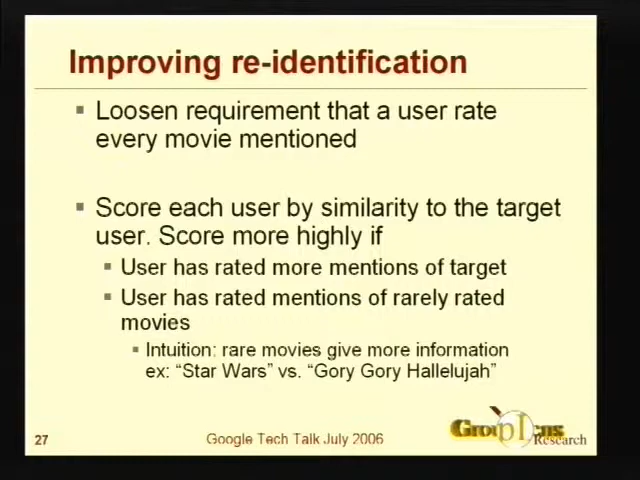 Improving re-identification
Loosen requirement that a user rate
every movie mentioned
Score each user by similarity to the target
user. Score more highly if
User has rated more mentions of target
User has rated mentions of rarely rated
movies
Intuition: rare movies give more information
ex: “Star Wars” vs. “Gory Gory Hallelujah”
27
Google Tech Talk July 2006
GroupLens
Research